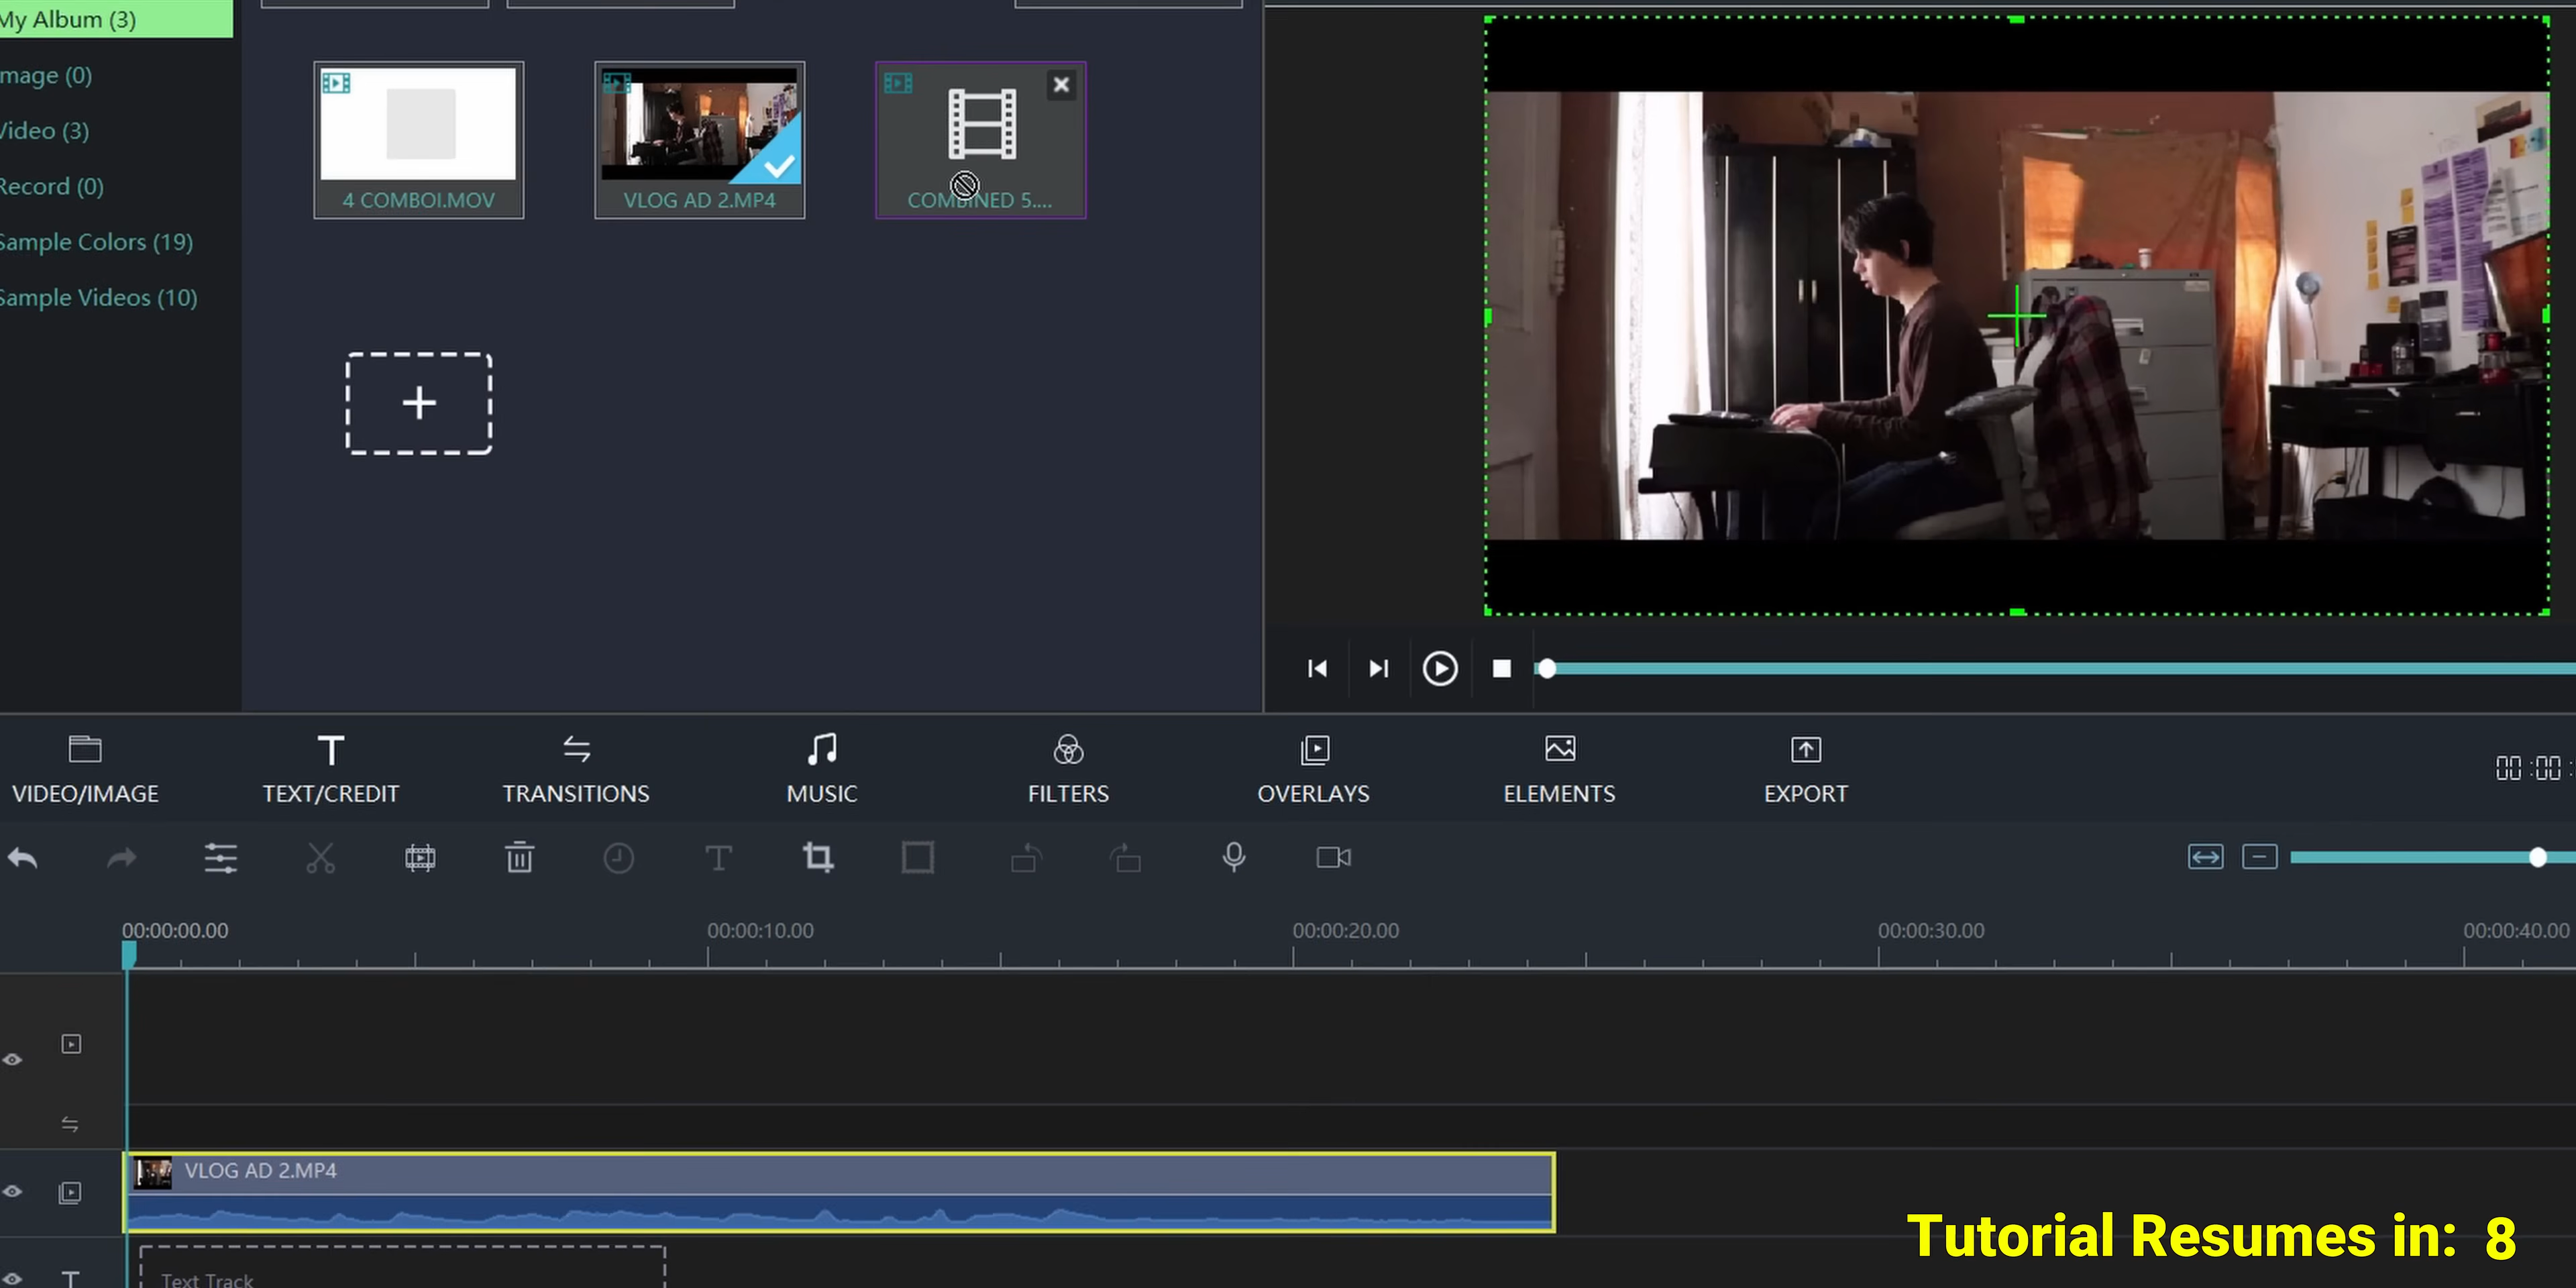 My Album (3)
mage (0)
Video (3)
Record (0)
Sample Colors (19)
Sample Videos (10)
4 COMBOI.MOV
VLOG AD 2.MP4
COMBINED 5....
VIDEO/IMAGE
TEXT/CREDIT
TRANSITIONS
MUSIC
FILTERS
OVERLAYS
ELEMENTS
EXPORT
00:00:
00:00:00.00
00:00:10.00
00:00:20.00
00:00:30.00
00:00:40.00
VLOG AD 2.MP4
Text Track
Tutorial Resumes in: 8